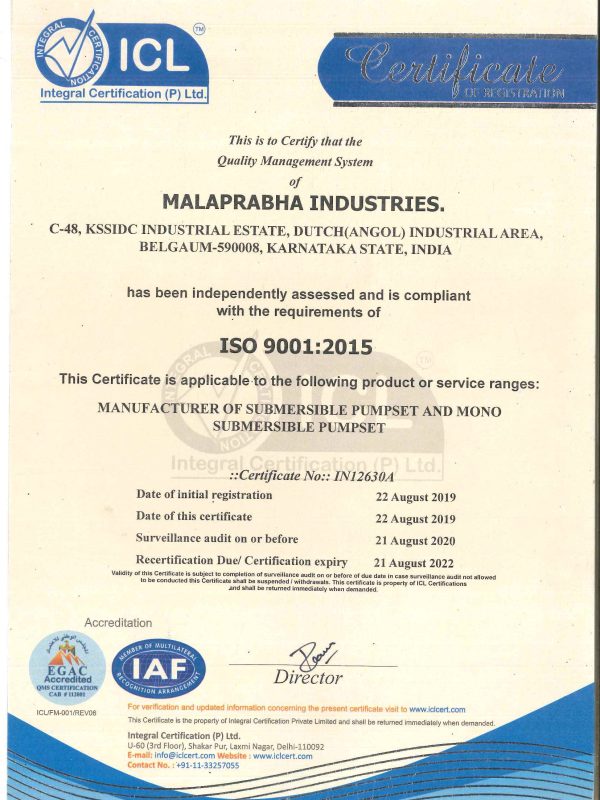 INTEGRAL CERTIFICATION
ICL
TM
Integral Certification (P) Ltd.
Certificate
OF REGISTRATION
This is to Certify that the
Quality Management System
of
MALAPRABHA INDUSTRIES.
C-48, KSSIDC INDUSTRIAL ESTATE, DUTCH(ANGOL) INDUSTRIAL AREA,
BELGAUM-590008, KARNATAKA STATE, INDIA
has been independently assessed and is compliant
with the requirements of
ISO 9001:2015
This Certificate is applicable to the following product or service ranges:
MANUFACTURER OF SUBMERSIBLE PUMPSET AND MONO
SUBMERSIBLE PUMPSET
INTEGRAL CERTIFICATION
ICL
TM
Integral Certification (P) Ltd.
::Certificate No:: IN12630A
Date of initial registration 22 August 2019
Date of this certificate 22 August 2019
Surveillance audit on or before 21 August 2020
Recertification Due/ Certification expiry 21 August 2022
Validity of this Certificate is subject to completion of surveillance audit on or before of due date in case surveillance audit not allowed
to be conducted this Certificate shall be suspended / withdrawals. This certificate is property of ICL Certifications
and shall be returned immediately when demanded.
Accreditation
EGAC
Accredited
QMS CERTIFICATION
CAB # 113001
MEMBER OF MULTILATERAL
IAF
RECOGNITION ARRANGEMENT
Director
ICL/FM-001/REV06
For verification and updated information concerning the present certificate visit to www.iclcert.com
This Certificate is the property of Integral Certification Private Limited and shall be returned immediately when demanded.
Integral Certification (P) Ltd.
U-60 (3rd Floor), Shakar Pur, Laxmi Nagar, Delhi-110092
E-mail: info@iclcert.com Website : www.iclcert.com
Contact No. : +91-11-33257055